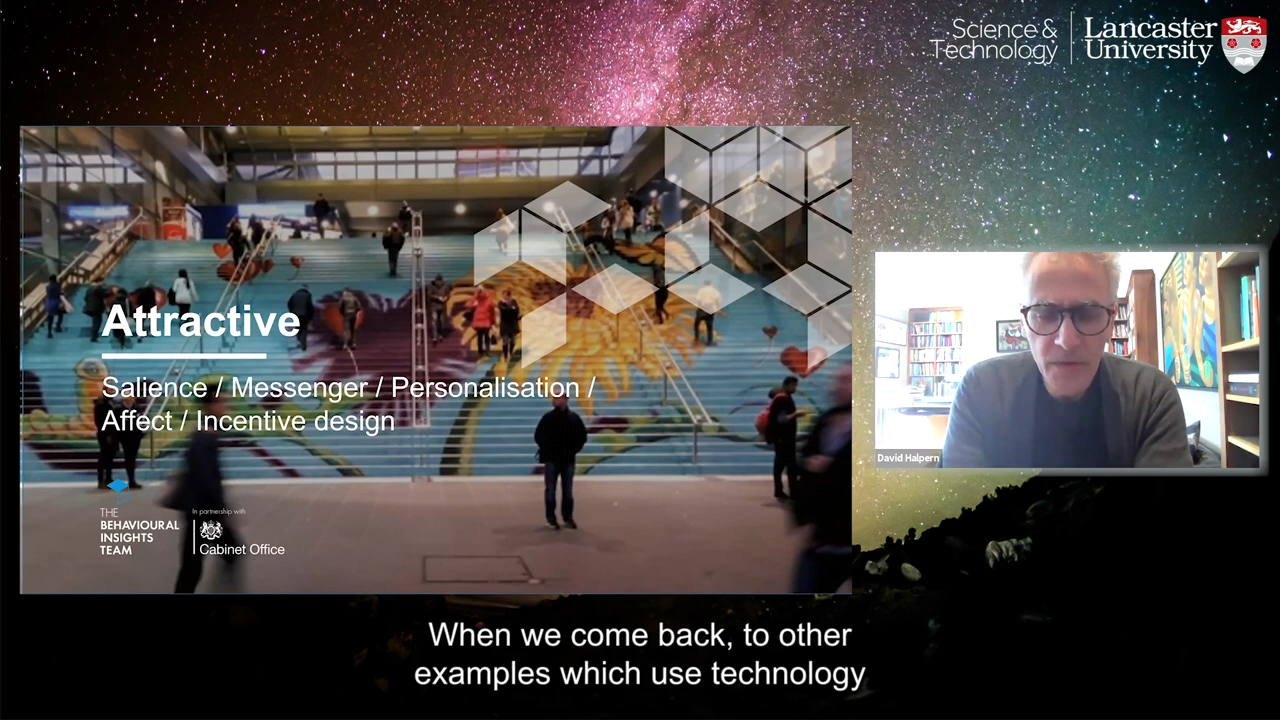 Science &
Technology
Lancaster
University
Attractive
Salience / Messenger / Personalisation /
Affect / Incentive design
THE
BEHAVIOURAL
INSIGHTS
TEAM
In partnership with
Cabinet Office
David Halpern
When we come back, to other
examples which use technology